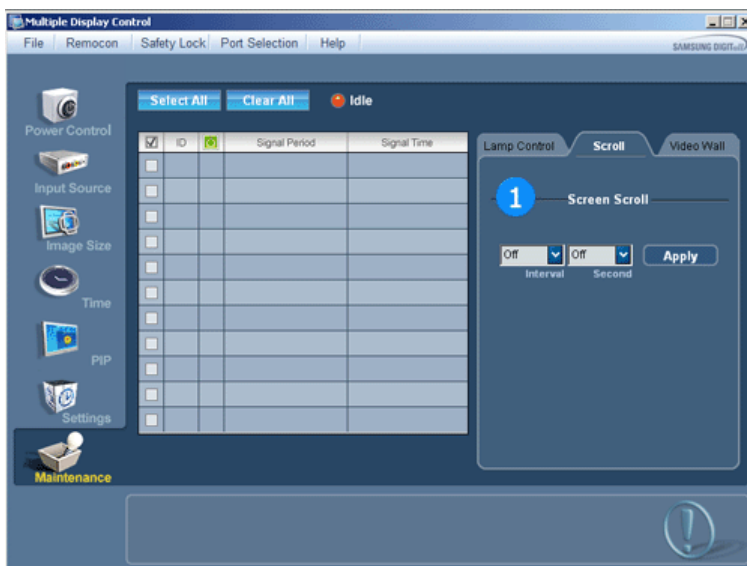 Multiple Display Control
File Remocon Safety Lock Port Selection Help
SAMSUNG DIGITall
Select All Clear All Idle
Power Control
Input Source
Image Size
Time
PIP
Settings
Maintenance
ID Signal Period Signal Time
Lamp Control Scroll Video Wall
1 Screen Scroll
Off Off Apply
Interval Second